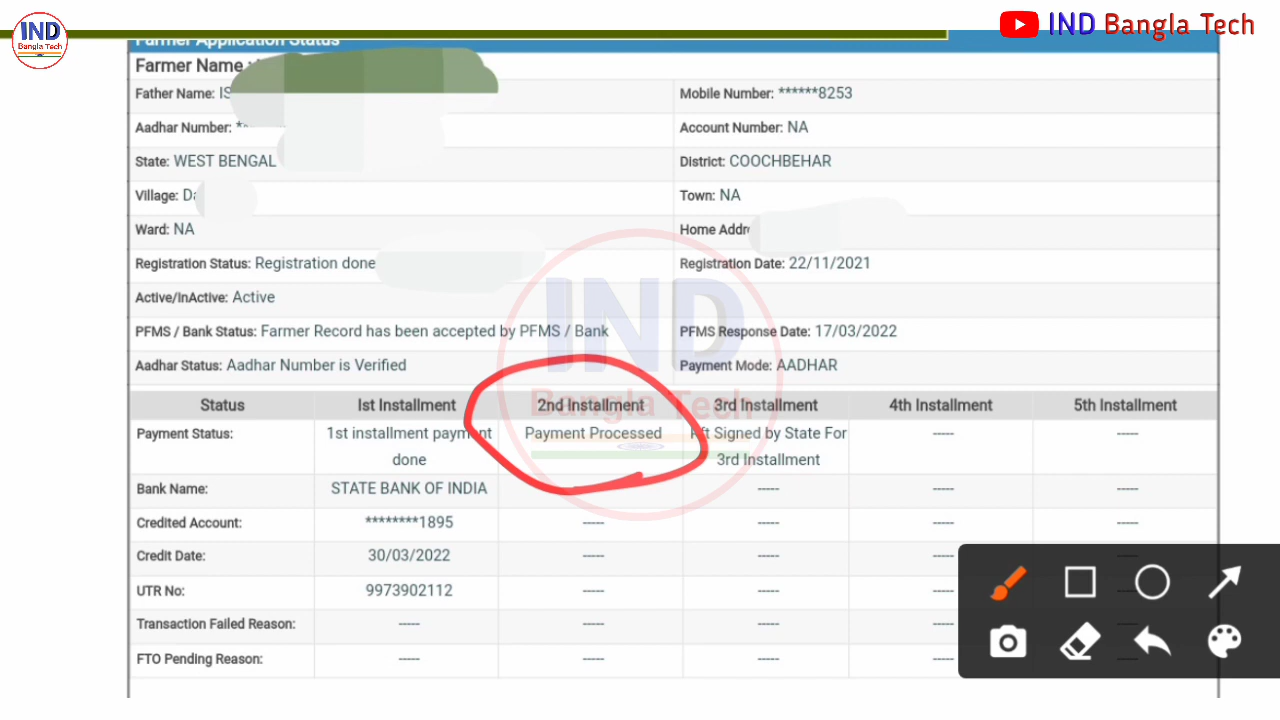 IND
Bangla Tech
IND Bangla Tech
Farmer Application Status
Farmer Name
Father Name: IS
Mobile Number: ******8253
Aadhar Number: **
Account Number: NA
State: WEST BENGAL
District: COOCHBEHAR
Village: Da
Town: NA
Ward: NA
Home Addre
Registration Status: Registration done
Registration Date: 22/11/2021
Active/InActive: Active
PFMS / Bank Status: Farmer Record has been accepted by PFMS / Bank
PFMS Response Date: 17/03/2022
Aadhar Status: Aadhar Number is Verified
Payment Mode: AADHAR
IND
Bangla Tech
Status Ist Installment 2nd Installment 3rd Installment 4th Installment 5th Installment
Payment Status: 1st installment payment Payment Processed Rft Signed by State For ----- -----
done 3rd Installment
Bank Name: STATE BANK OF INDIA ----- ----- ----- -----
Credited Account: ********1895 ----- ----- ----- -----
Credit Date: 30/03/2022 ----- ----- -----
UTR No: 9973902112 ----- ----- -----
Transaction Failed Reason: ----- ----- ----- -----
FTO Pending Reason: ----- ----- ----- -----